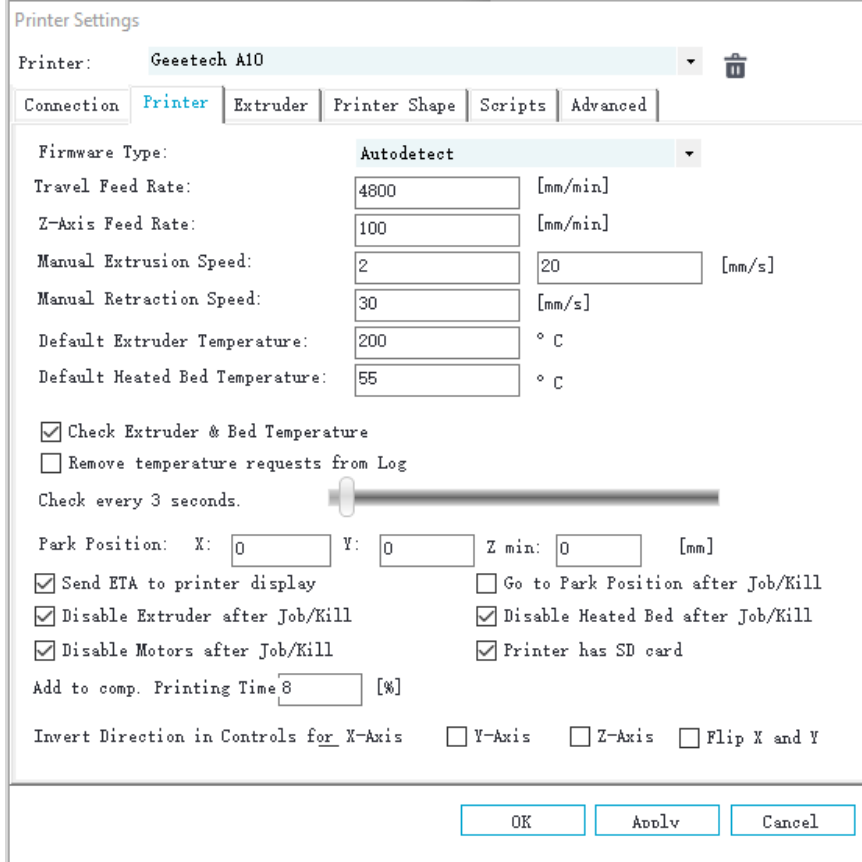 Printer Settings
Printer: Geeetech A10
Connection Printer Extruder Printer Shape Scripts Advanced
Firmware Type: Autodetect
Travel Feed Rate: 4800 [mm/min]
Z-Axis Feed Rate: 100 [mm/min]
Manual Extrusion Speed: 2 20 [mm/s]
Manual Retraction Speed: 30 [mm/s]
Default Extruder Temperature: 200 ° C
Default Heated Bed Temperature: 55 ° C
Check Extruder & Bed Temperature
Remove temperature requests from Log
Check every 3 seconds.
Park Position: X: 0 Y: 0 Z min: 0 [mm]
Send ETA to printer display Go to Park Position after Job/Kill
Disable Extruder after Job/Kill Disable Heated Bed after Job/Kill
Disable Motors after Job/Kill Printer has SD card
Add to comp. Printing Time 8 [%]
Invert Direction in Controls for X-Axis Y-Axis Z-Axis Flip X and Y
OK Apply Cancel